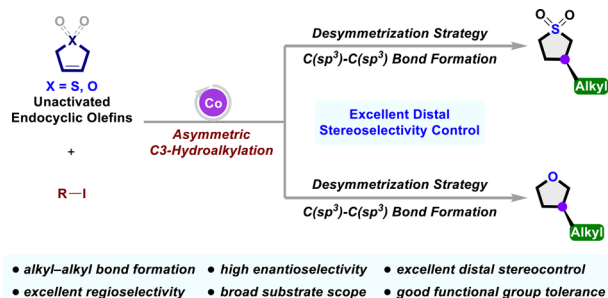 O O
X
X = S, O
Unactivated
Endocyclic Olefins
+
R—I
Co
Asymmetric
C3-Hydroalkylation
Desymmetrization Strategy
C(sp³)-C(sp³) Bond Formation
Excellent Distal
Stereoselectivity Control
Desymmetrization Strategy
C(sp³)-C(sp³) Bond Formation
O O
S
Alkyl
O
Alkyl
● alkyl–alkyl bond formation ● high enantioselectivity ● excellent distal stereocontrol
● excellent regioselectivity ● broad substrate scope ● good functional group tolerance